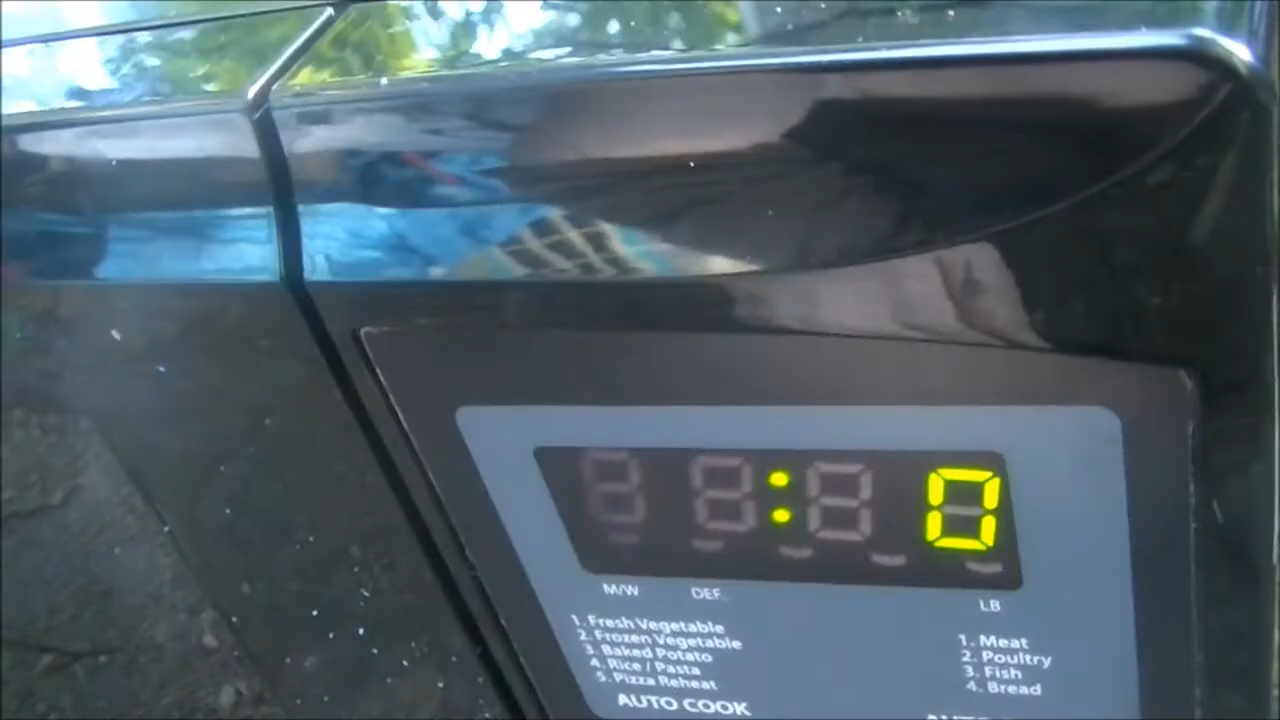 : 0
M/W DEF. LB
1. Fresh Vegetable
2. Frozen Vegetable
3. Baked Potato
4. Rice / Pasta
5. Pizza Reheat
AUTO COOK
1. Meat
2. Poultry
3. Fish
4. Bread